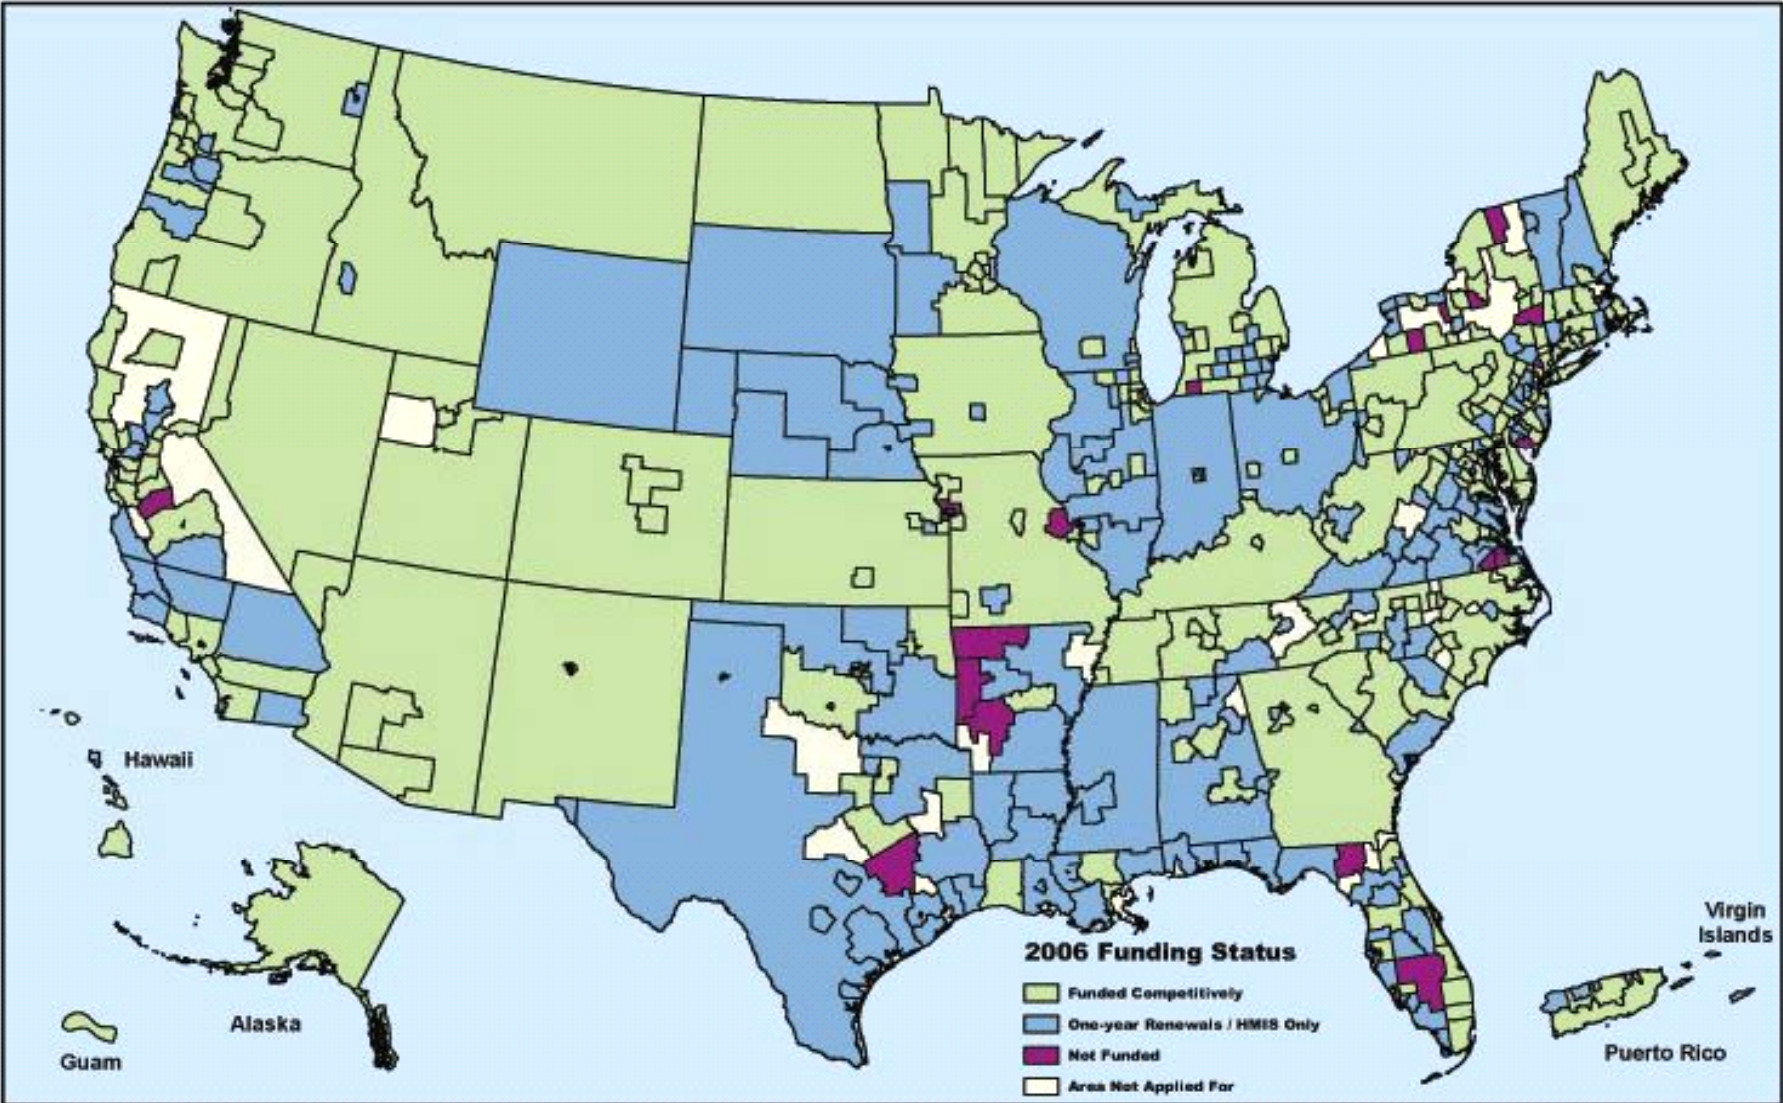 Hawaii
Alaska
Guam
2006 Funding Status
Funded Competitively
One-year Renewals / HMIS Only
Not Funded
Area Not Applied For
Virgin
Islands
Puerto Rico